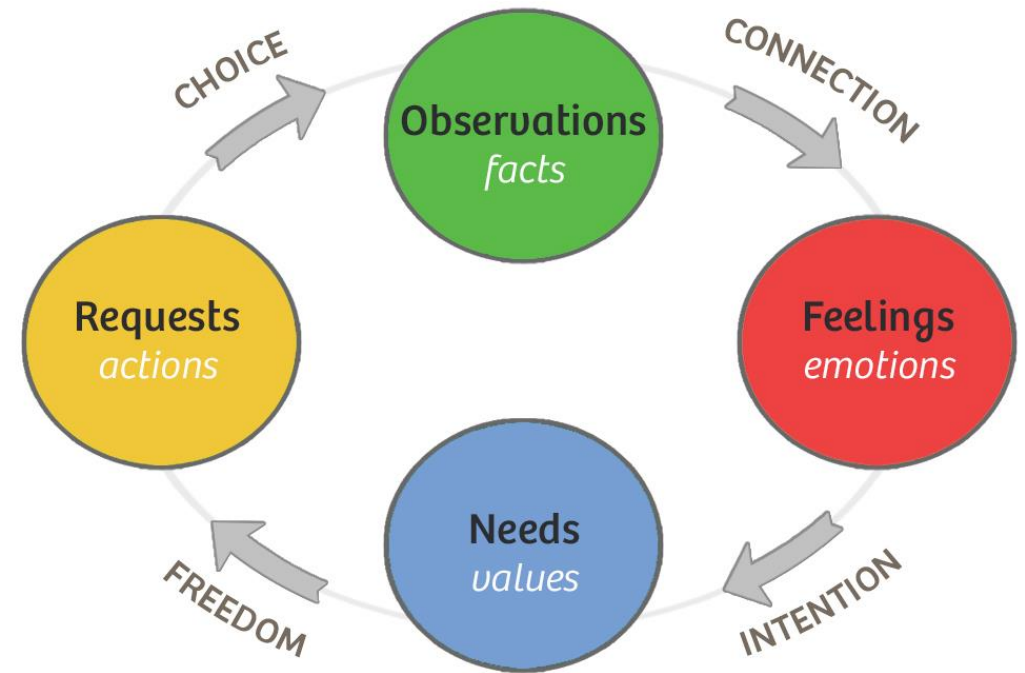 CHOICE
CONNECTION
Observations
facts
Requests
actions
Feelings
emotions
Needs
values
FREEDOM
INTENTION